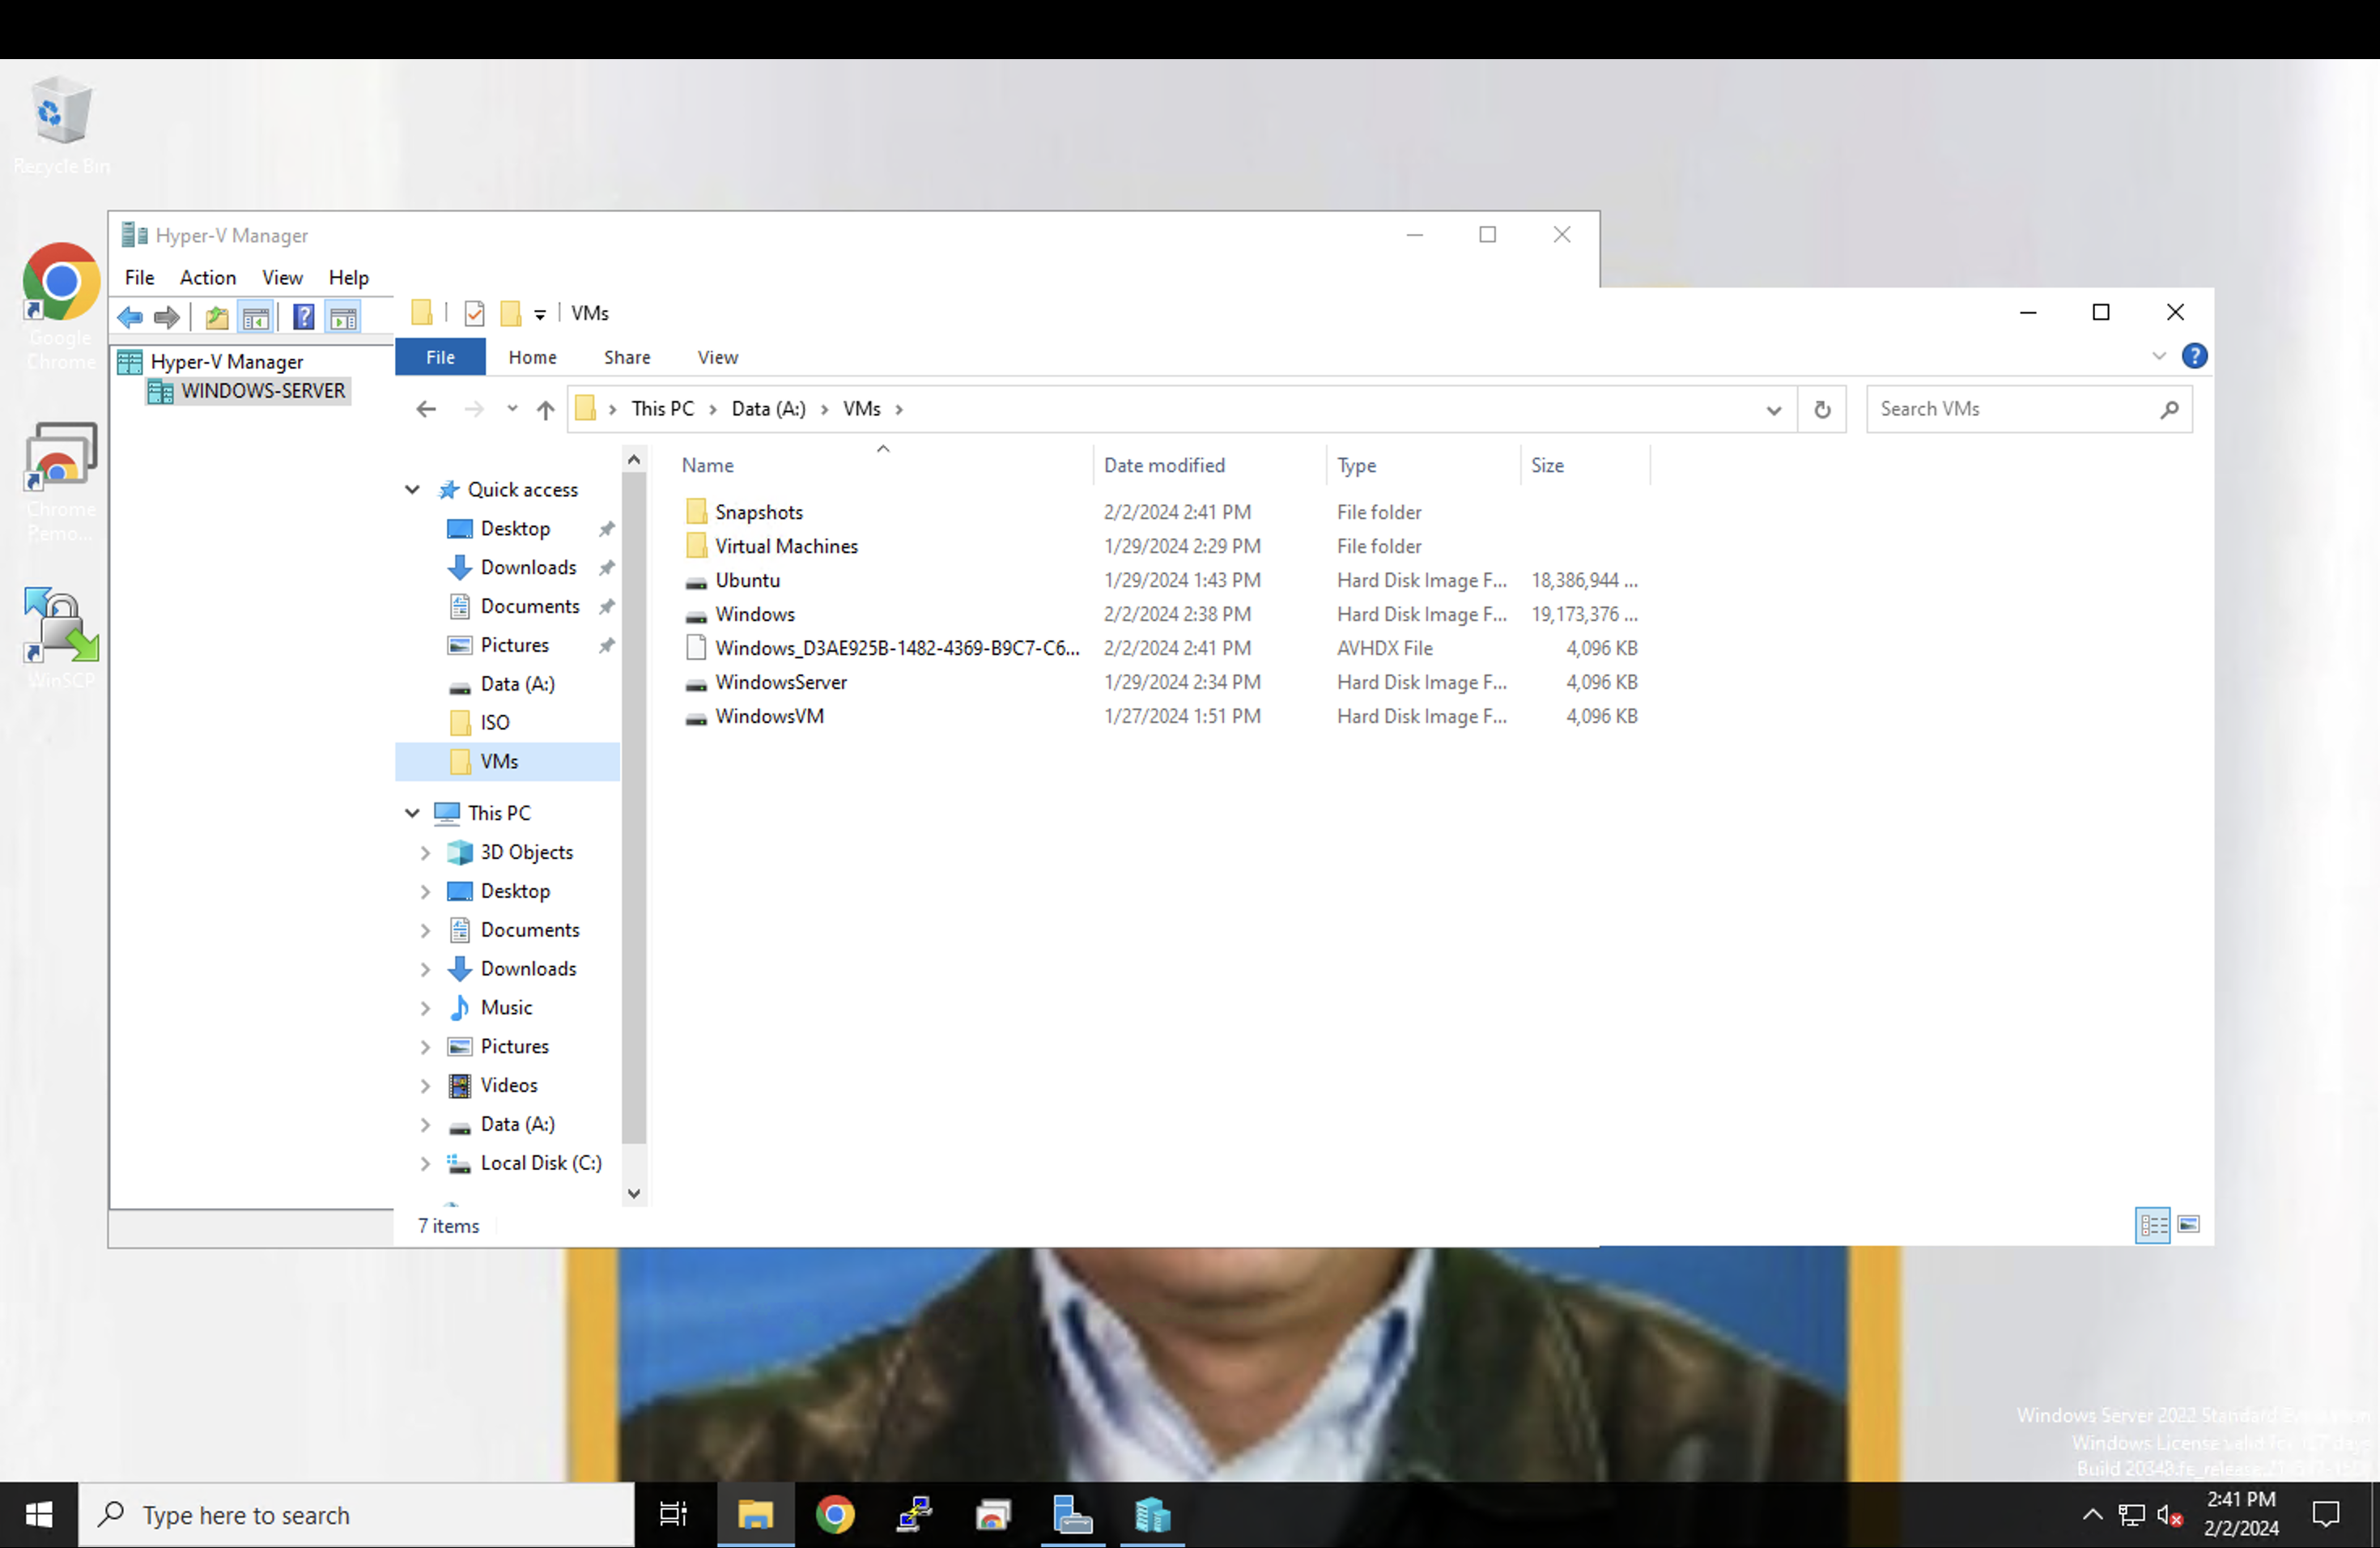 Recycle Bin
Google
Chrome
Chrome
Remo...
WinSCP
Hyper-V Manager
File Action View Help
Hyper-V Manager
WINDOWS-SERVER
VMs
File Home Share View
This PC Data (A:) VMs
Search VMs
Name Date modified Type Size
Quick access
Desktop
Downloads
Documents
Pictures
Data (A:)
ISO
VMs
This PC
3D Objects
Desktop
Documents
Downloads
Music
Pictures
Videos
Data (A:)
Local Disk (C:)
Snapshots 2/2/2024 2:41 PM File folder
Virtual Machines 1/29/2024 2:29 PM File folder
Ubuntu 1/29/2024 1:43 PM Hard Disk Image F... 18,386,944 ...
Windows 2/2/2024 2:38 PM Hard Disk Image F... 19,173,376 ...
Windows_D3AE925B-1482-4369-B9C7-C6... 2/2/2024 2:41 PM AVHDX File 4,096 KB
WindowsServer 1/29/2024 2:34 PM Hard Disk Image F... 4,096 KB
WindowsVM 1/27/2024 1:51 PM Hard Disk Image F... 4,096 KB
7 items
Windows Server 2022 Standard
Windows License valid for days
Build 20348.fe_release
Type here to search
2:41 PM
2/2/2024